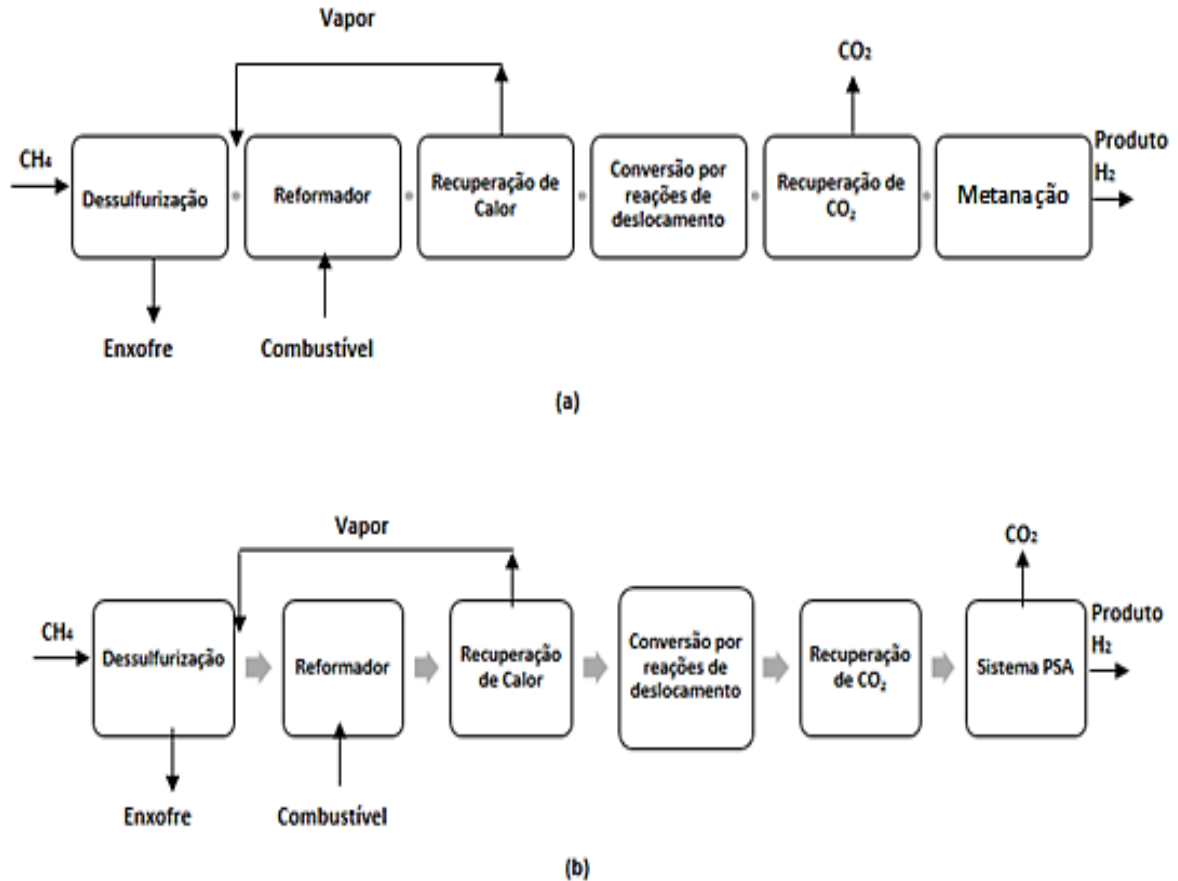 Vapor
CO₂
CH₄
Produto
H₂
Dessulfurização
Reformador
Recuperação de
Calor
Conversão por
reações de
deslocamento
Recuperação de
CO₂
Metanação
Enxofre
Combustível
(a)
Vapor
CO₂
CH₄
Produto
H₂
Dessulfurização
Reformador
Recuperação
de Calor
Conversão por
reações de
deslocamento
Recuperação
de CO₂
Sistema PSA
Enxofre
Combustível
(b)